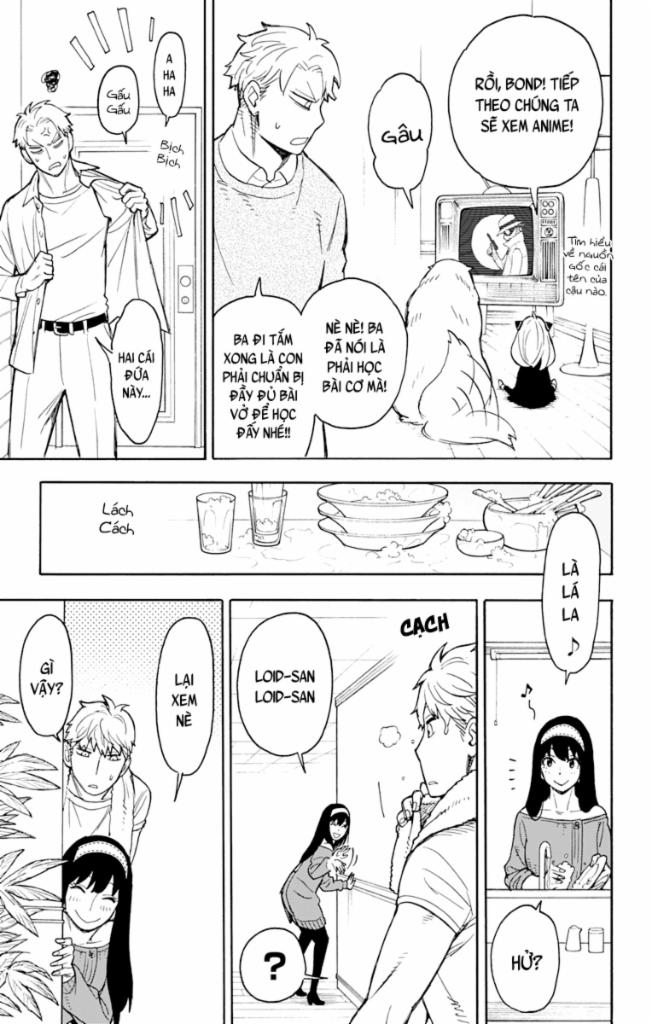 RỒI, BOND! TIẾP
THEO CHÚNG TA
SẼ XEM ANIME!
GÂU
Tìm hiểu
về nguồn
gốc cái
tên của
cậu nào.
NÈ NÈ! BA
ĐÃ NÓI LÀ
PHẢI HỌC
BÀI CƠ MÀ!
BA ĐI TẮM
XONG LÀ CON
PHẢI CHUẨN BỊ
ĐẦY ĐỦ BÀI
VỞ ĐỂ HỌC
ĐẤY NHÉ!!
A
HA
HA
GẤU
GẤU
Bịch
Bịch
HAI CÁI
ĐỨA
NÀY...
Lách
Cách
LÀ
LÁ
LA
♪
HỬ?
CẠCH
LOID-SAN
LOID-SAN
?
LẠI
XEM
NÈ
GÌ
VẬY?